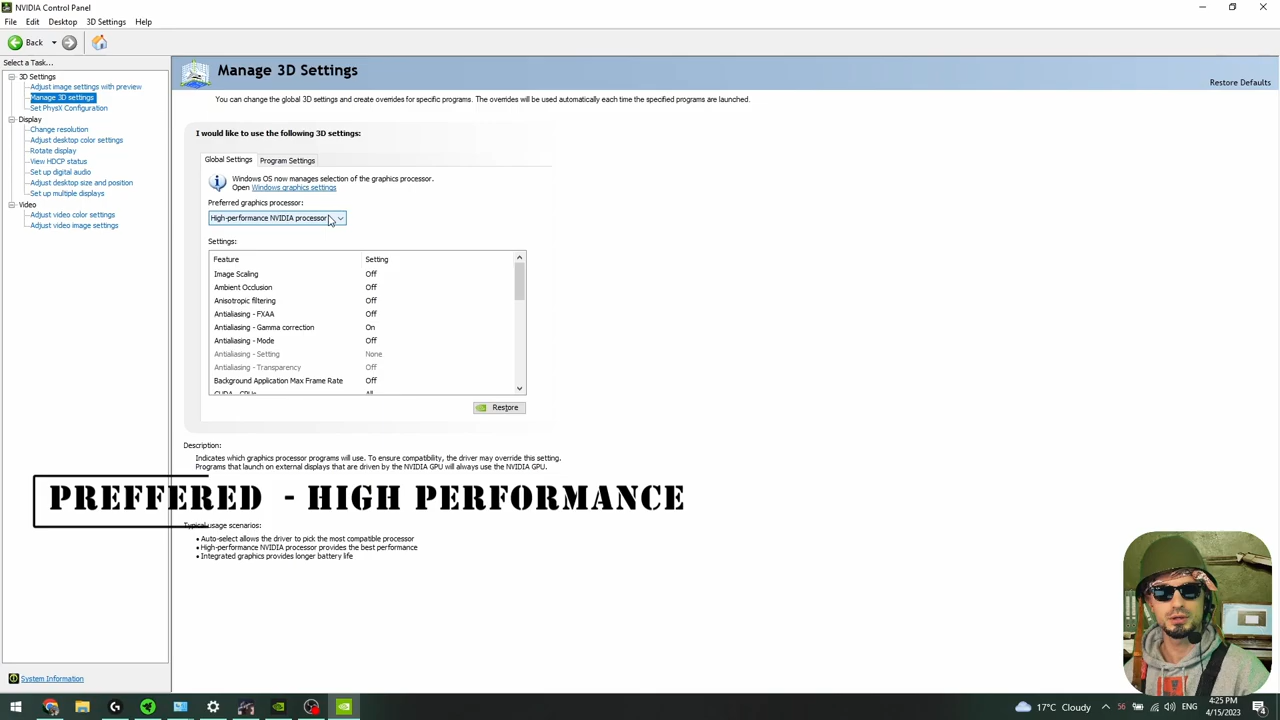 NVIDIA Control Panel
File Edit Desktop 3D Settings Help
Back
Select a Task...
3D Settings
Adjust image settings with preview
Manage 3D settings
Set PhysX Configuration
Display
Change resolution
Adjust desktop color settings
Rotate display
View HDCP status
Set up digital audio
Adjust desktop size and position
Set up multiple displays
Video
Adjust video color settings
Adjust video image settings
System Information
Manage 3D Settings
Restore Defaults
You can change the global 3D settings and create overrides for specific programs. The overrides will be used automatically each time the specified programs are launched.
I would like to use the following 3D settings:
Global Settings Program Settings
Windows OS now manages selection of the graphics processor.
Open Windows graphics settings
Preferred graphics processor:
High-performance NVIDIA processor
Settings:
Feature Setting
Image Scaling Off
Ambient Occlusion Off
Anisotropic filtering Off
Antialiasing - FXAA Off
Antialiasing - Gamma correction On
Antialiasing - Mode Off
Antialiasing - Setting None
Antialiasing - Transparency Off
Background Application Max Frame Rate Off
CUDA - GPUs All
Restore
Description:
Indicates which graphics processor programs will use. To ensure compatibility, the driver may override this setting.
Programs that launch on external displays that are driven by the NVIDIA GPU will always use the NVIDIA GPU.
PREFFERED - HIGH PERFORMANCE
Typical usage scenarios:
• Auto-select allows the driver to pick the most compatible processor
• High-performance NVIDIA processor provides the best performance
• Integrated graphics provides longer battery life
17°C Cloudy 56 ENG 4:25 PM
4/15/2023 4